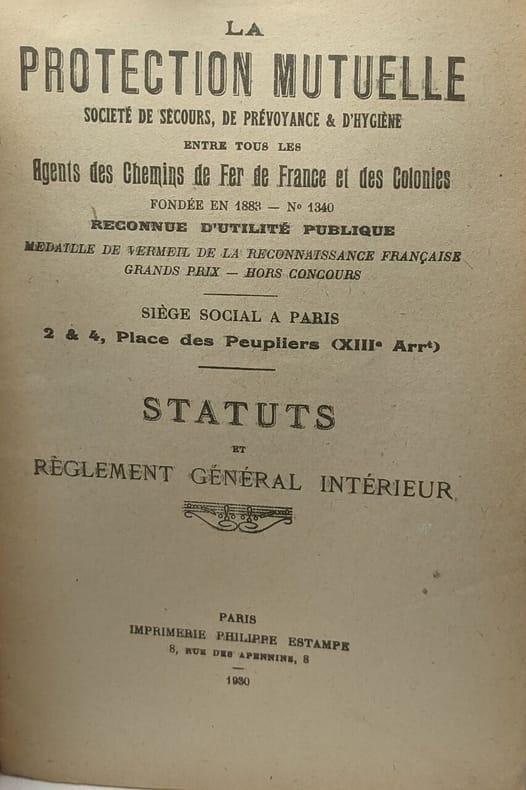 LA
PROTECTION MUTUELLE
SOCIETÉ DE SECOURS, DE PRÉVOYANCE & D'HYGIÈNE
ENTRE TOUS LES
Agents des Chemins de Fer de France et des Colonies
FONDÉE EN 1883 — No 1340
RECONNUE D'UTILITÉ PUBLIQUE
MEDAILLE DE VERMEIL DE LA RECONNAISSANCE FRANÇAISE
GRANDS PRIX — HORS CONCOURS
SIÈGE SOCIAL A PARIS
2 & 4, Place des Peupliers (XIIIe Arrt)
STATUTS
ET
RÈGLEMENT GÉNÉRAL INTÉRIEUR
PARIS
IMPRIMERIE PHILIPPE ESTAMPE
8, RUE DES APENNINS, 8
1930